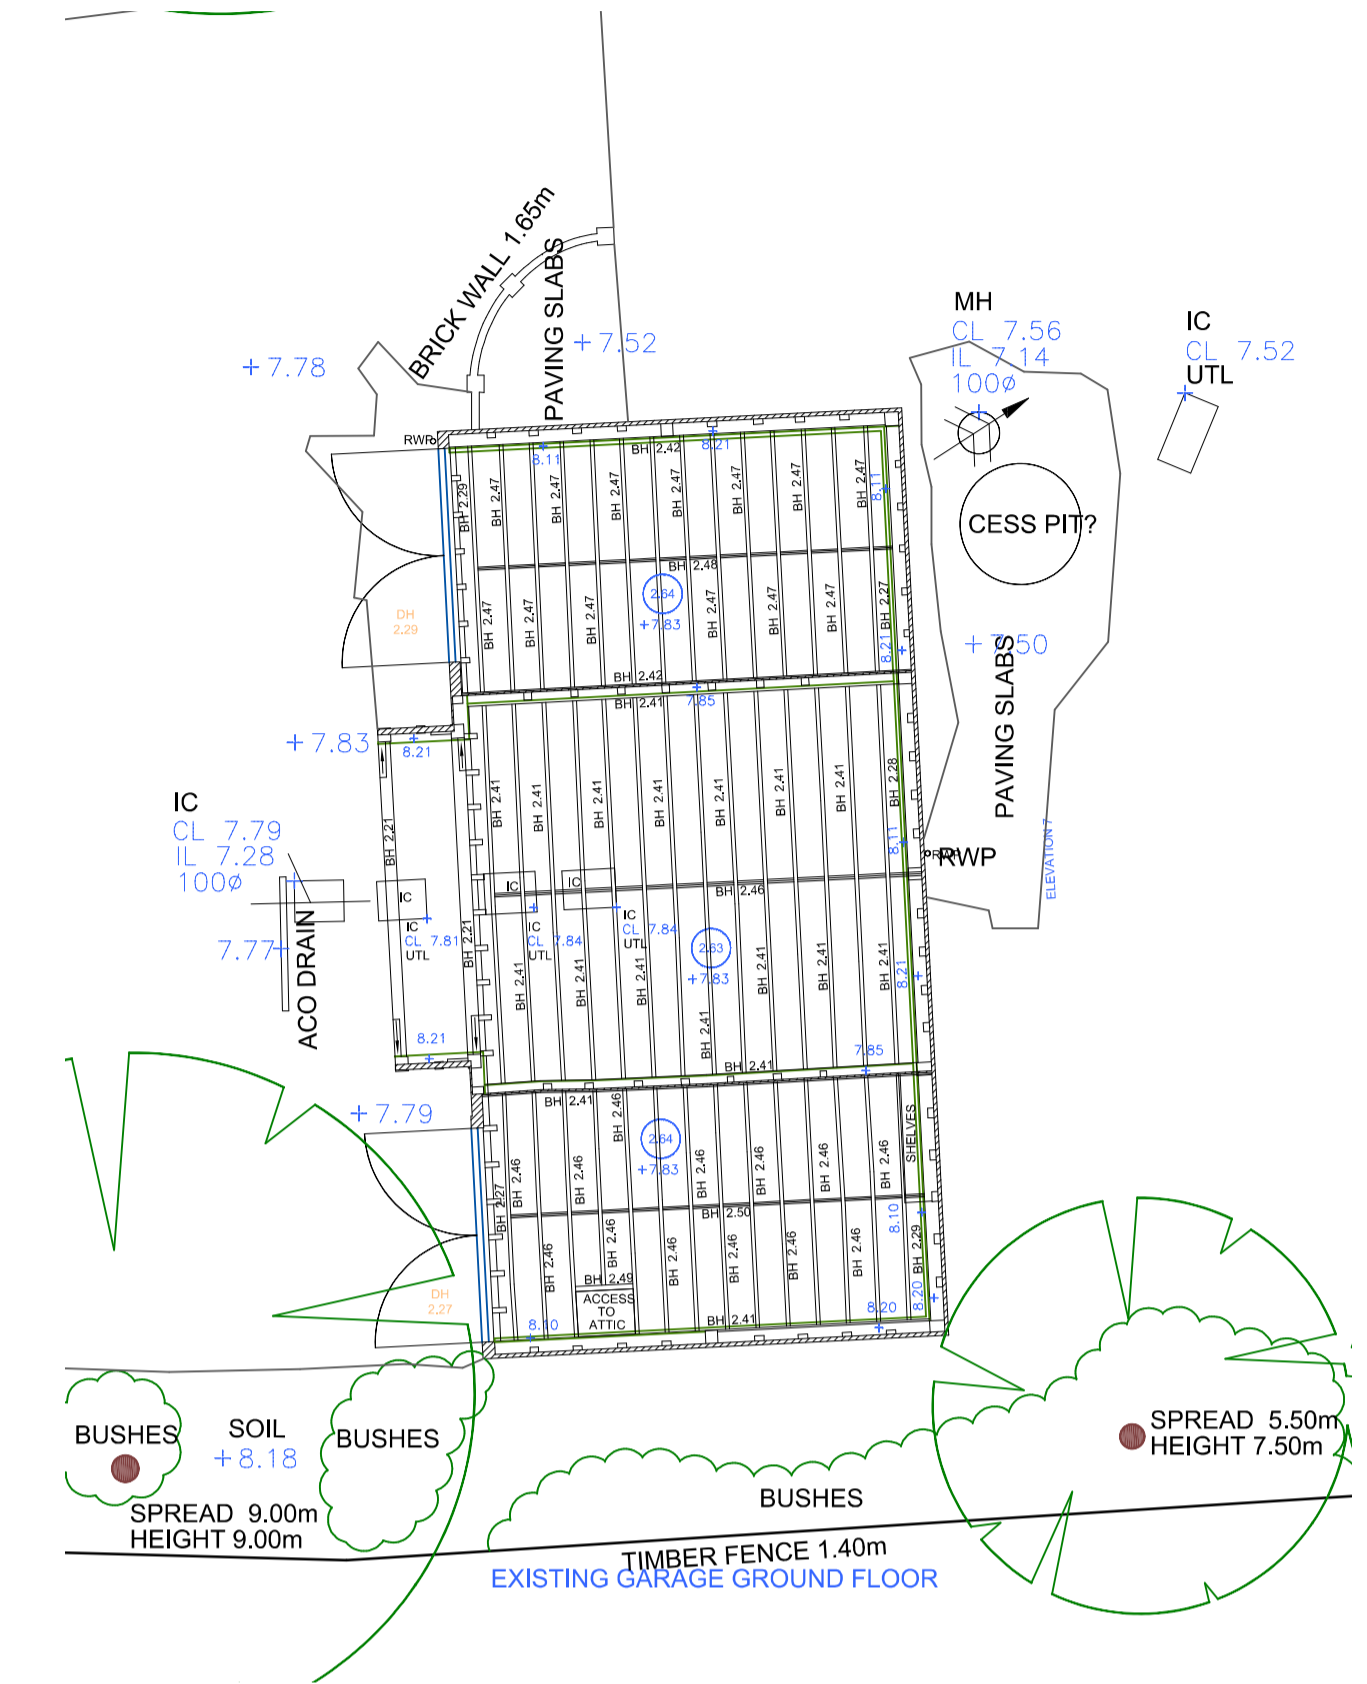 BRICK WALL 1.65m
PAVING SLABS
+7.52
+7.78
MH
CL 7.56
IL 7.14
100ø
IC
CL 7.52
UTL
RWP
8.11
BH 2.42
8.21
BH 2.29
BH 2.47
BH 2.47
BH 2.47
BH 2.47
BH 2.47
BH 2.47
BH 2.47
8.11
CESS PIT?
BH 2.48
2.64
+7.83
DH
2.29
BH 2.47
BH 2.47
BH 2.47
BH 2.47
BH 2.47
BH 2.47
BH 2.27
8.21
+7.50
PAVING SLABS
BH 2.42
BH 2.41
7.85
+7.83
8.21
BH 2.41
BH 2.41
BH 2.41
BH 2.41
BH 2.41
BH 2.41
BH 2.41
BH 2.28
8.11
BH 2.21
RWP
RWP
ELEVATION 7
IC
CL 7.79
IL 7.28
100ø
7.77+
ACO DRAIN
IC
IC
IC
BH 2.46
IC
CL 7.81
UTL
BH 2.21
IC
CL 7.84
UTL
IC
CL 7.84
UTL
2.63
+7.83
BH 2.41
BH 2.41
BH 2.41
BH 2.41
BH 2.41
BH 2.41
BH 2.41
8.21
8.21
7.85
BH 2.41
+7.79
BH 2.41
BH 2.46
2.64
+7.83
SHELVES
BH 2.27
BH 2.46
BH 2.46
BH 2.46
BH 2.46
BH 2.46
BH 2.46
8.10
BH 2.50
BH 2.46
BH 2.46
BH 2.46
BH 2.46
BH 2.46
BH 2.46
BH 2.29
8.20
BH 2.49
ACCESS
TO
ATTIC
DH
2.27
8.10
BH 2.41
8.20
BUSHES
SOIL
+8.18
BUSHES
SPREAD 9.00m
HEIGHT 9.00m
SPREAD 5.50m
HEIGHT 7.50m
BUSHES
TIMBER FENCE 1.40m
EXISTING GARAGE GROUND FLOOR